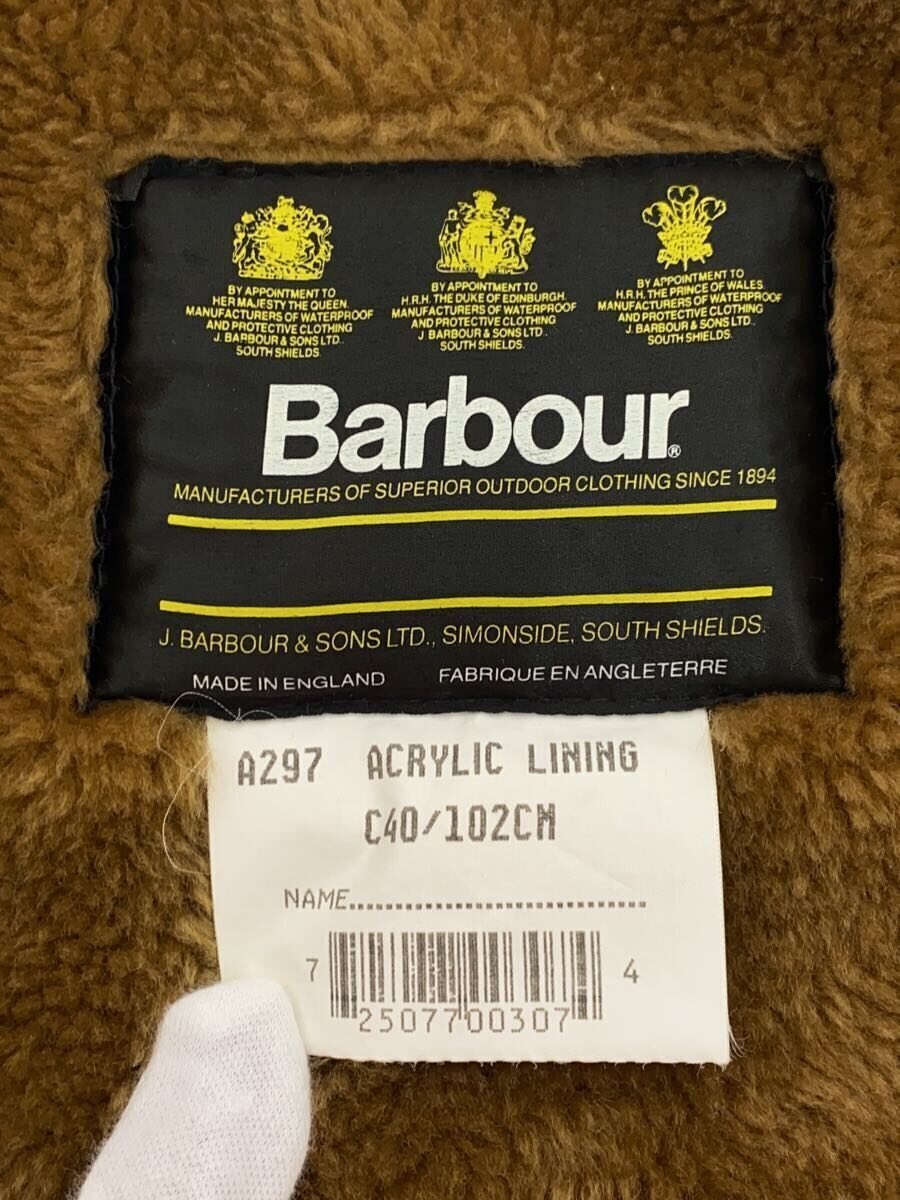 BY APPOINTMENT TO
HER MAJESTY THE QUEEN.
MANUFACTURERS OF WATERPROOF
AND PROTECTIVE CLOTHING
J. BARBOUR & SONS LTD..
SOUTH SHIELDS.
BY APPOINTMENT TO
H.R.H. THE DUKE OF EDINBURGH.
MANUFACTURERS OF WATERPROOF
AND PROTECTIVE CLOTHING
J. BARBOUR & SONS LTD..
SOUTH SHIELDS.
BY APPOINTMENT TO
H.R.H. THE PRINCE OF WALES.
MANUFACTURERS OF WATERPROOF
AND PROTECTIVE CLOTHING
J. BARBOUR & SONS LTD..
SOUTH SHIELDS.
Barbour®
MANUFACTURERS OF SUPERIOR OUTDOOR CLOTHING SINCE 1894
J. BARBOUR & SONS LTD., SIMONSIDE, SOUTH SHIELDS.
MADE IN ENGLAND FABRIQUE EN ANGLETERRE
A297 ACRYLIC LINING
C40/102CM
NAME..............................
7 2507700307 4